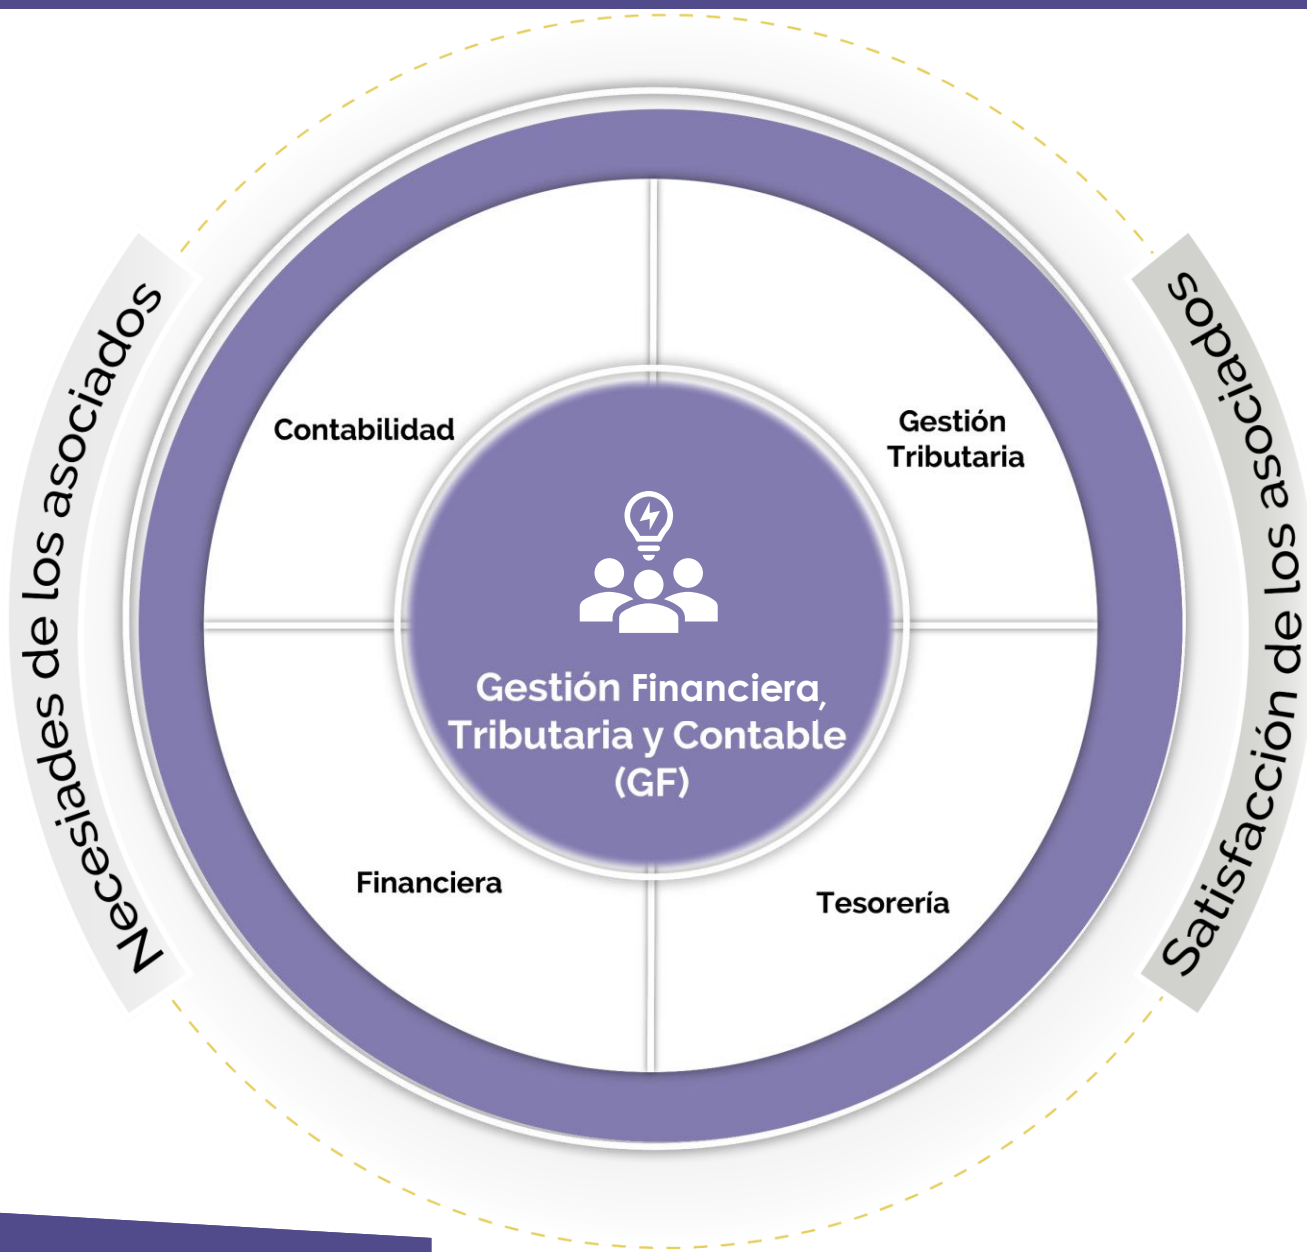 Necesiades de los asociados
Contabilidad
Gestión
Tributaria
Gestión Financiera,
Tributaria y Contable
(GF)
Financiera
Tesorería
Satisfacción de los asociados